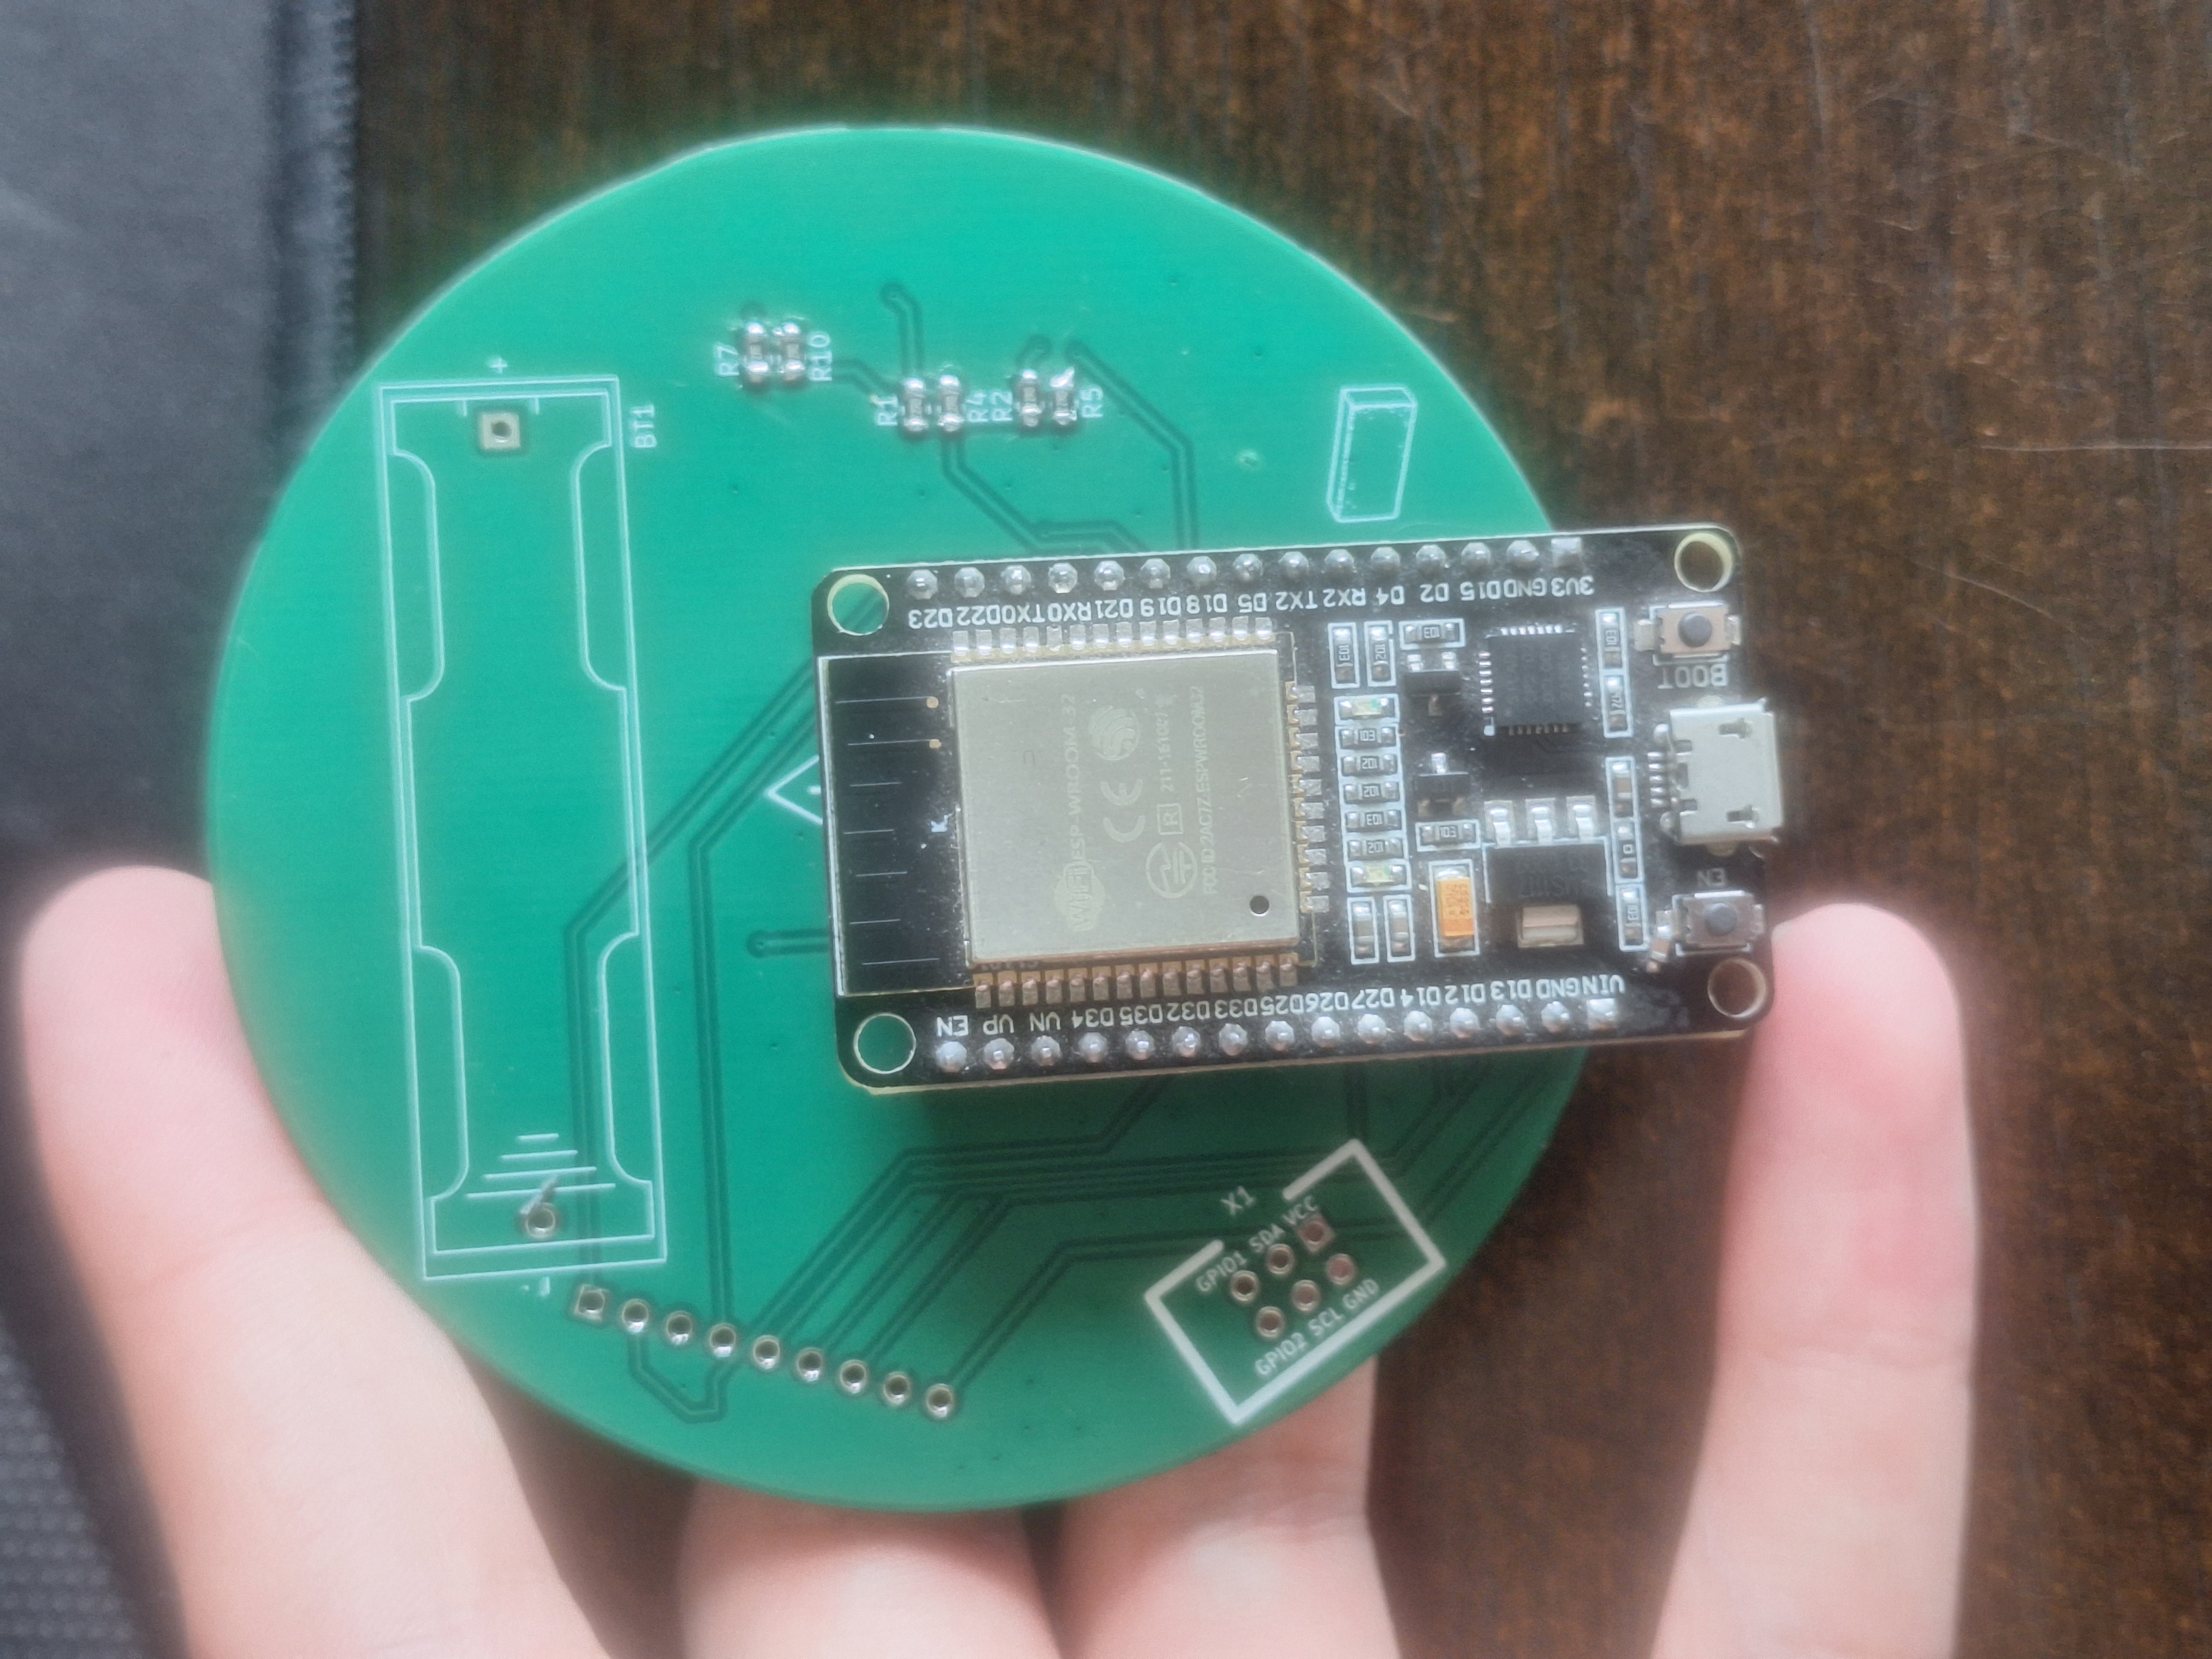 -
+
BT1
R7
R10
R1
R4
R2
R5
X1
GPIO1 SDA VCC
GPIO2 SCL GND
EN
VP
VN
D34
D35
D32
D33
D25
D26
D27
D14
D12
D13
GND
VIN
D23
D22
TX0
RX0
D21
D19
D18
D5
TX2
RX2
D4
D2
D15
GND
3V3
WiFi ESP-WROOM-32
CE
R
FCC ID:2AC7Z-ESPWROOM32
EN
BOOT